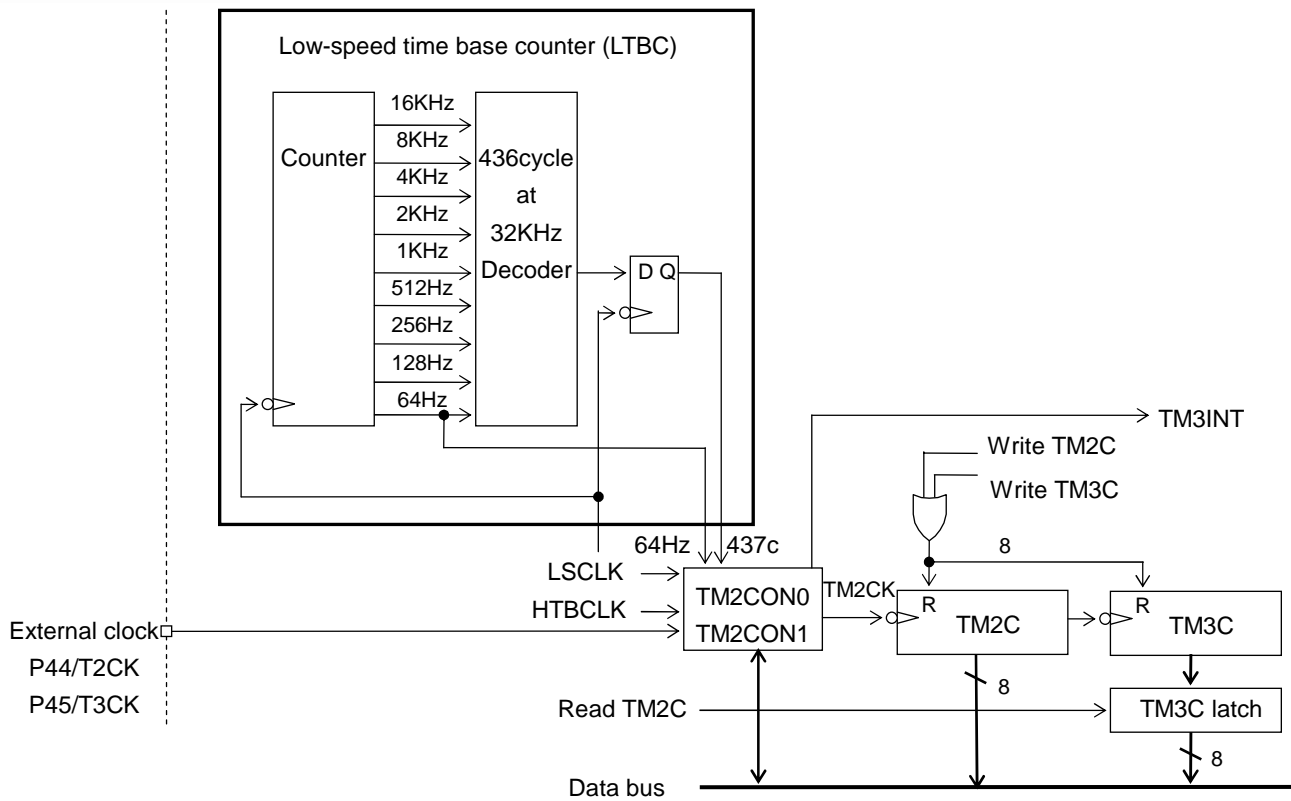 Low-speed time base counter (LTBC)
16KHz
8KHz
4KHz
2KHz
1KHz
512Hz
256Hz
128Hz
64Hz
Counter
436cycle
at
32KHz
Decoder
D Q
TM3INT
Write TM2C
Write TM3C
8
64Hz
437c
LSCLK
HTBCLK
External clock
P44/T2CK
P45/T3CK
TM2CON0
TM2CON1
TM2CK
R
TM2C
R
TM3C
8
Read TM2C
TM3C latch
8
Data bus